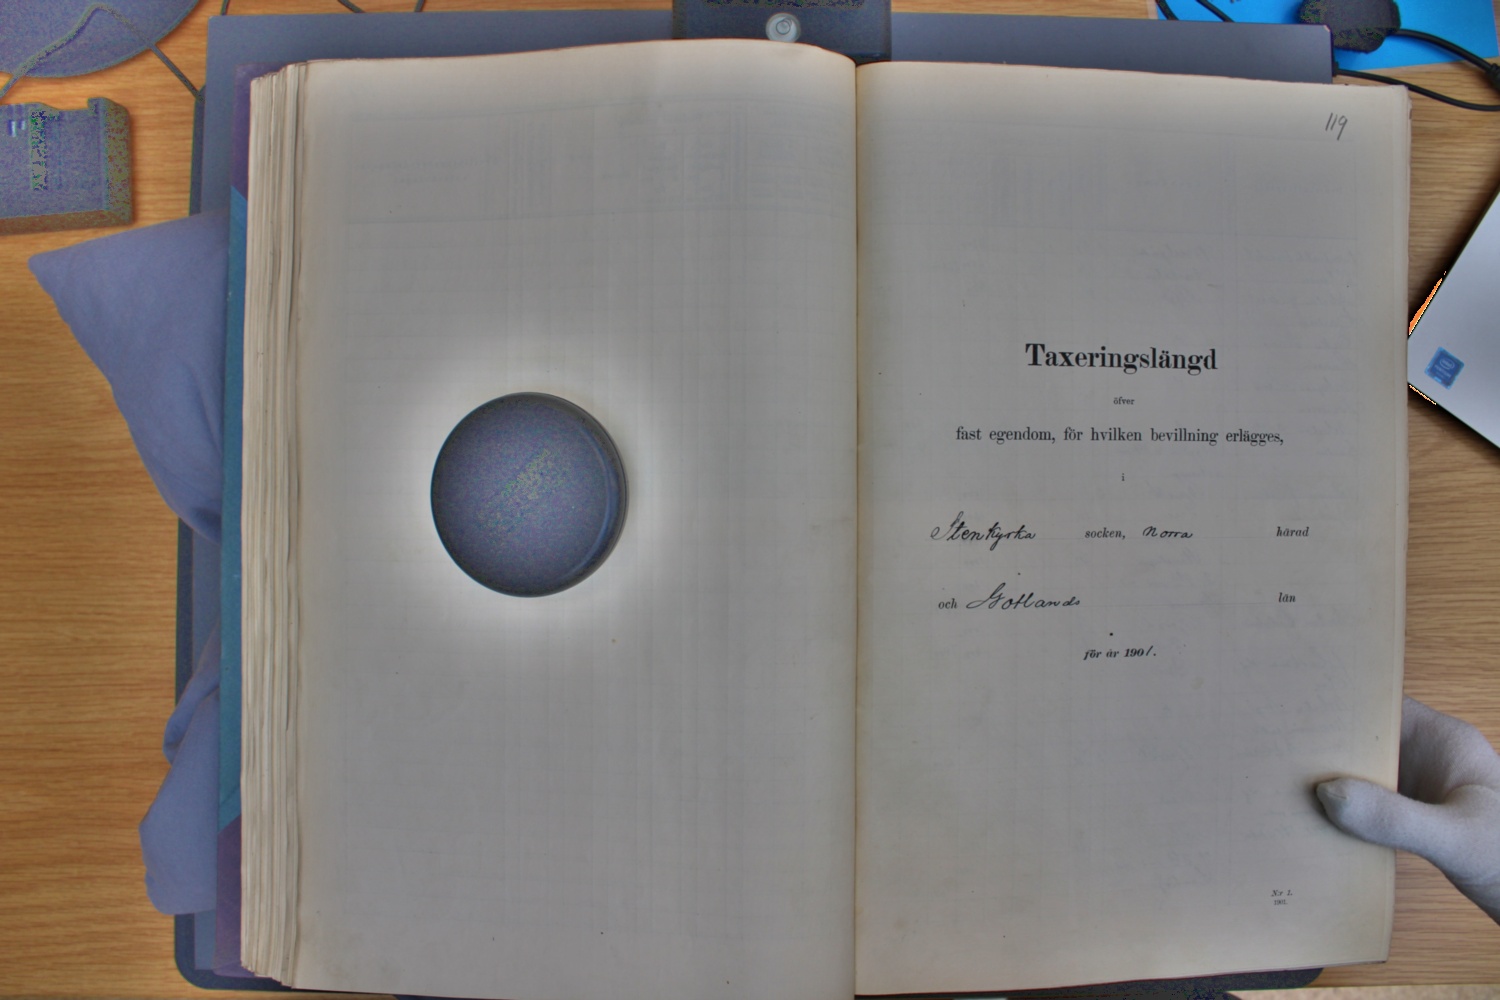 119
Taxeringslängd
öfver
fast egendom, för hvilken bevillning erlägges,
i
Stenkyrka socken, Norra härad
och Gotlands län
för år 1901.
N:r 1.
1901.